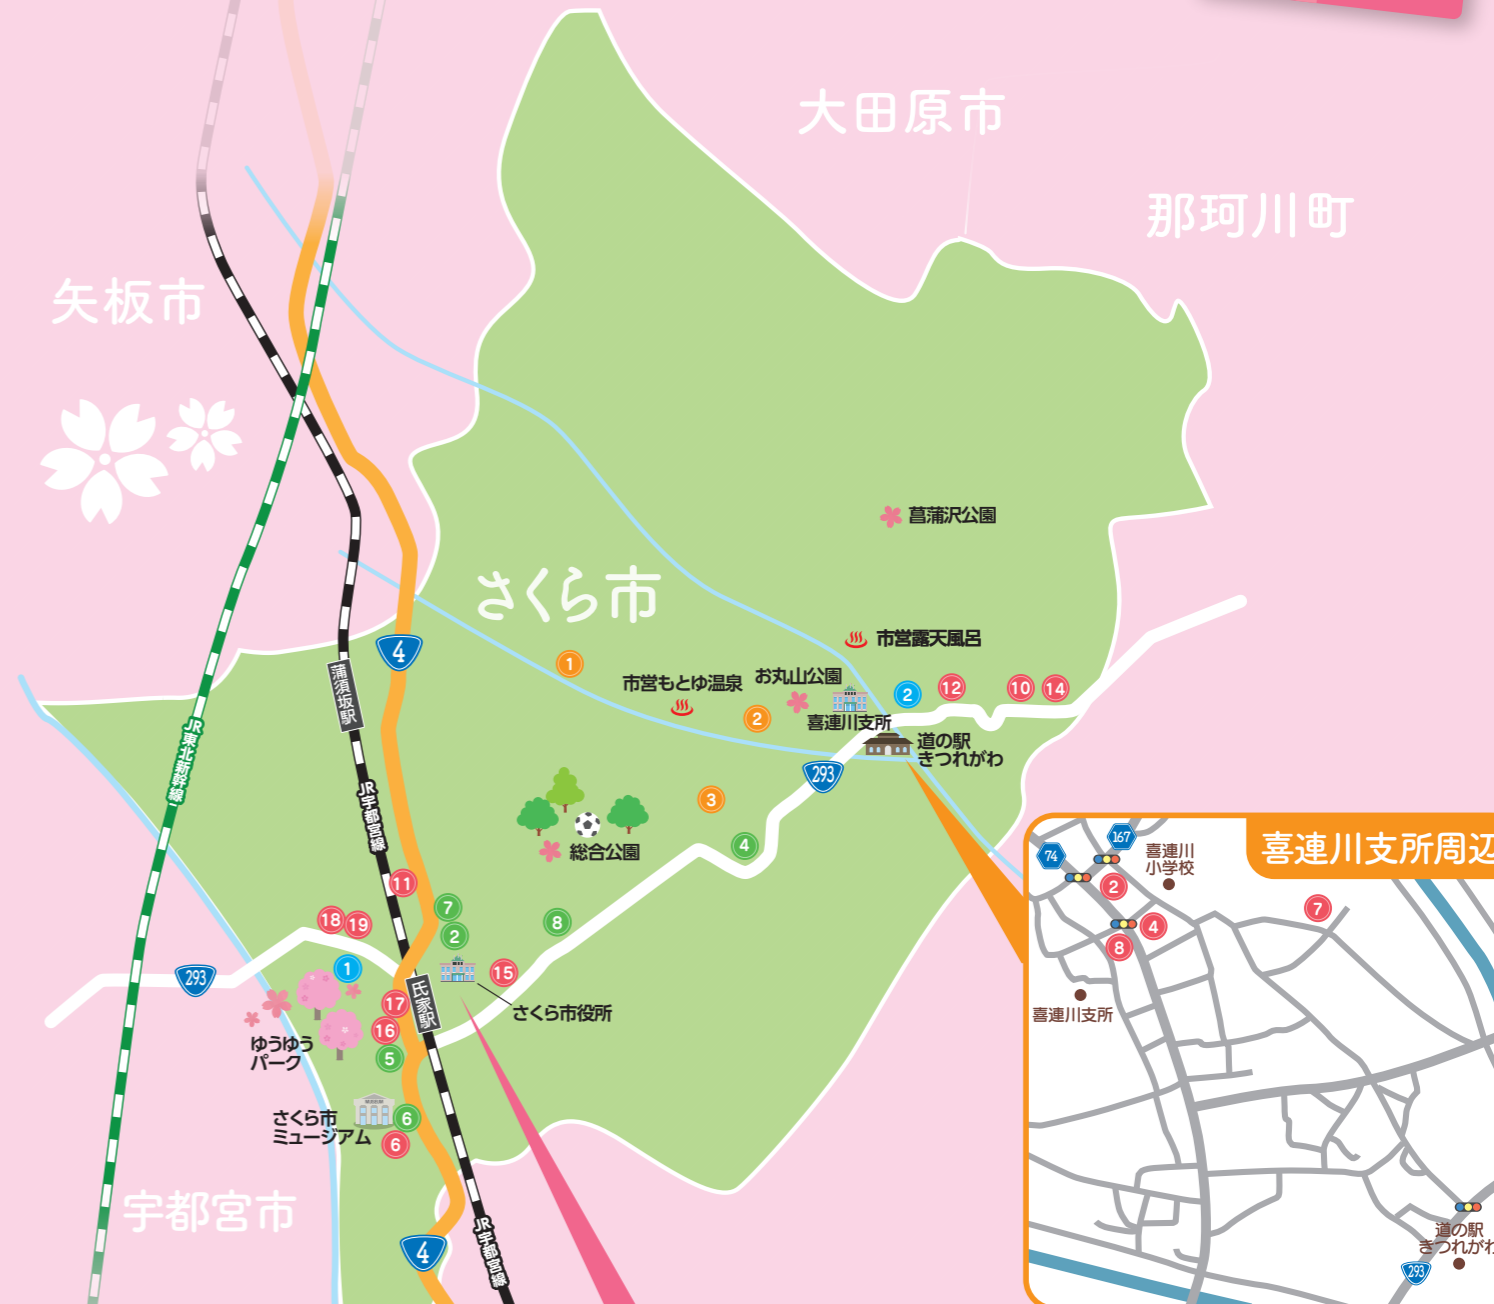 大田原市
那珂川町
矢板市
さくら市
菖蒲沢公園
市営露天風呂
4
1
市営もとゆ温泉
お丸山公園
2
12
10
14
2
喜連川支所
道の駅
きつれがわ
蒲須坂駅
JR東北新幹線
293
JR宇都宮線
3
4
総合公園
11
7
18
19
2
8
293
1
15
氏家駅
17
さくら市役所
16
ゆうゆう
パーク
5
MUSEUM
さくら市
ミュージアム
6
6
宇都宮市
4
JR宇都宮線
喜連川支所周辺
167
74
喜連川
小学校
2
7
4
8
喜連川支所
道の駅
きつれがわ
293